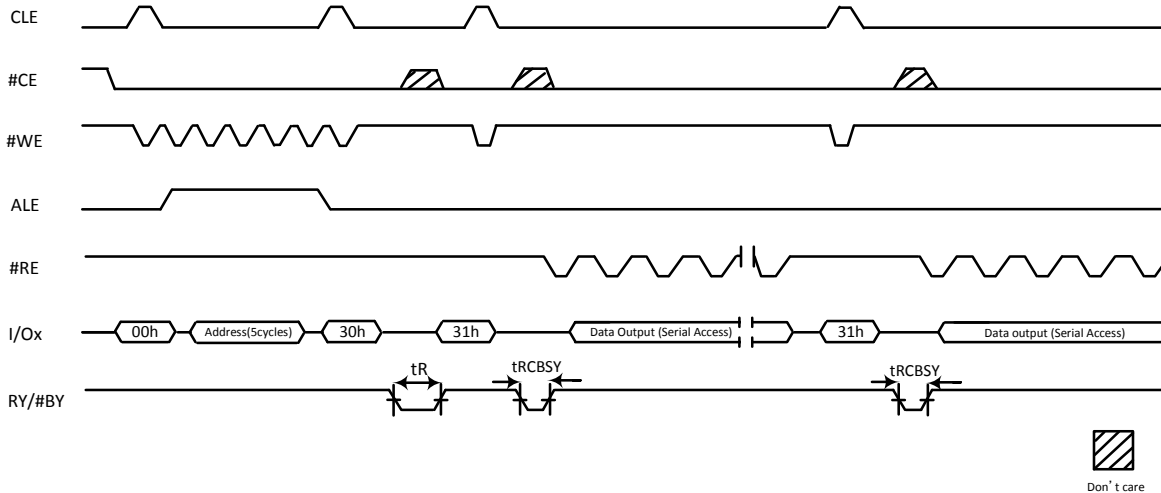 CLE
#CE
#WE
ALE
#RE
I/Ox
00h
Address(5cycles)
30h
31h
Data Output (Serial Access)
31h
Data output (Serial Access)
RY/#BY
tR
tRCBSY
tRCBSY
Don't care